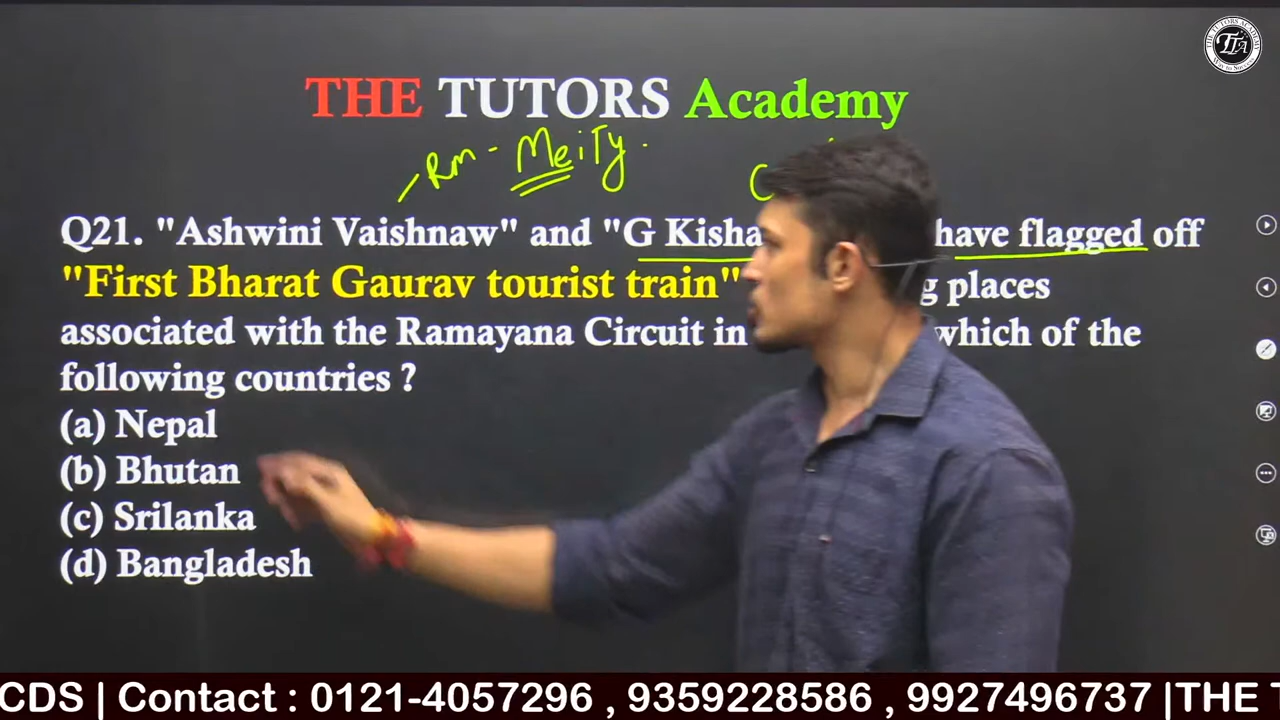 THE TUTORS Academy
Rm - MeiTy.
Q21. "Ashwini Vaishnaw" and "G Kisha have flagged off
"First Bharat Gaurav tourist train" g places
associated with the Ramayana Circuit in which of the
following countries ?
(a) Nepal
(b) Bhutan
(c) Srilanka
(d) Bangladesh
CDS | Contact : 0121-4057296 , 9359228586 , 9927496737 |THE T